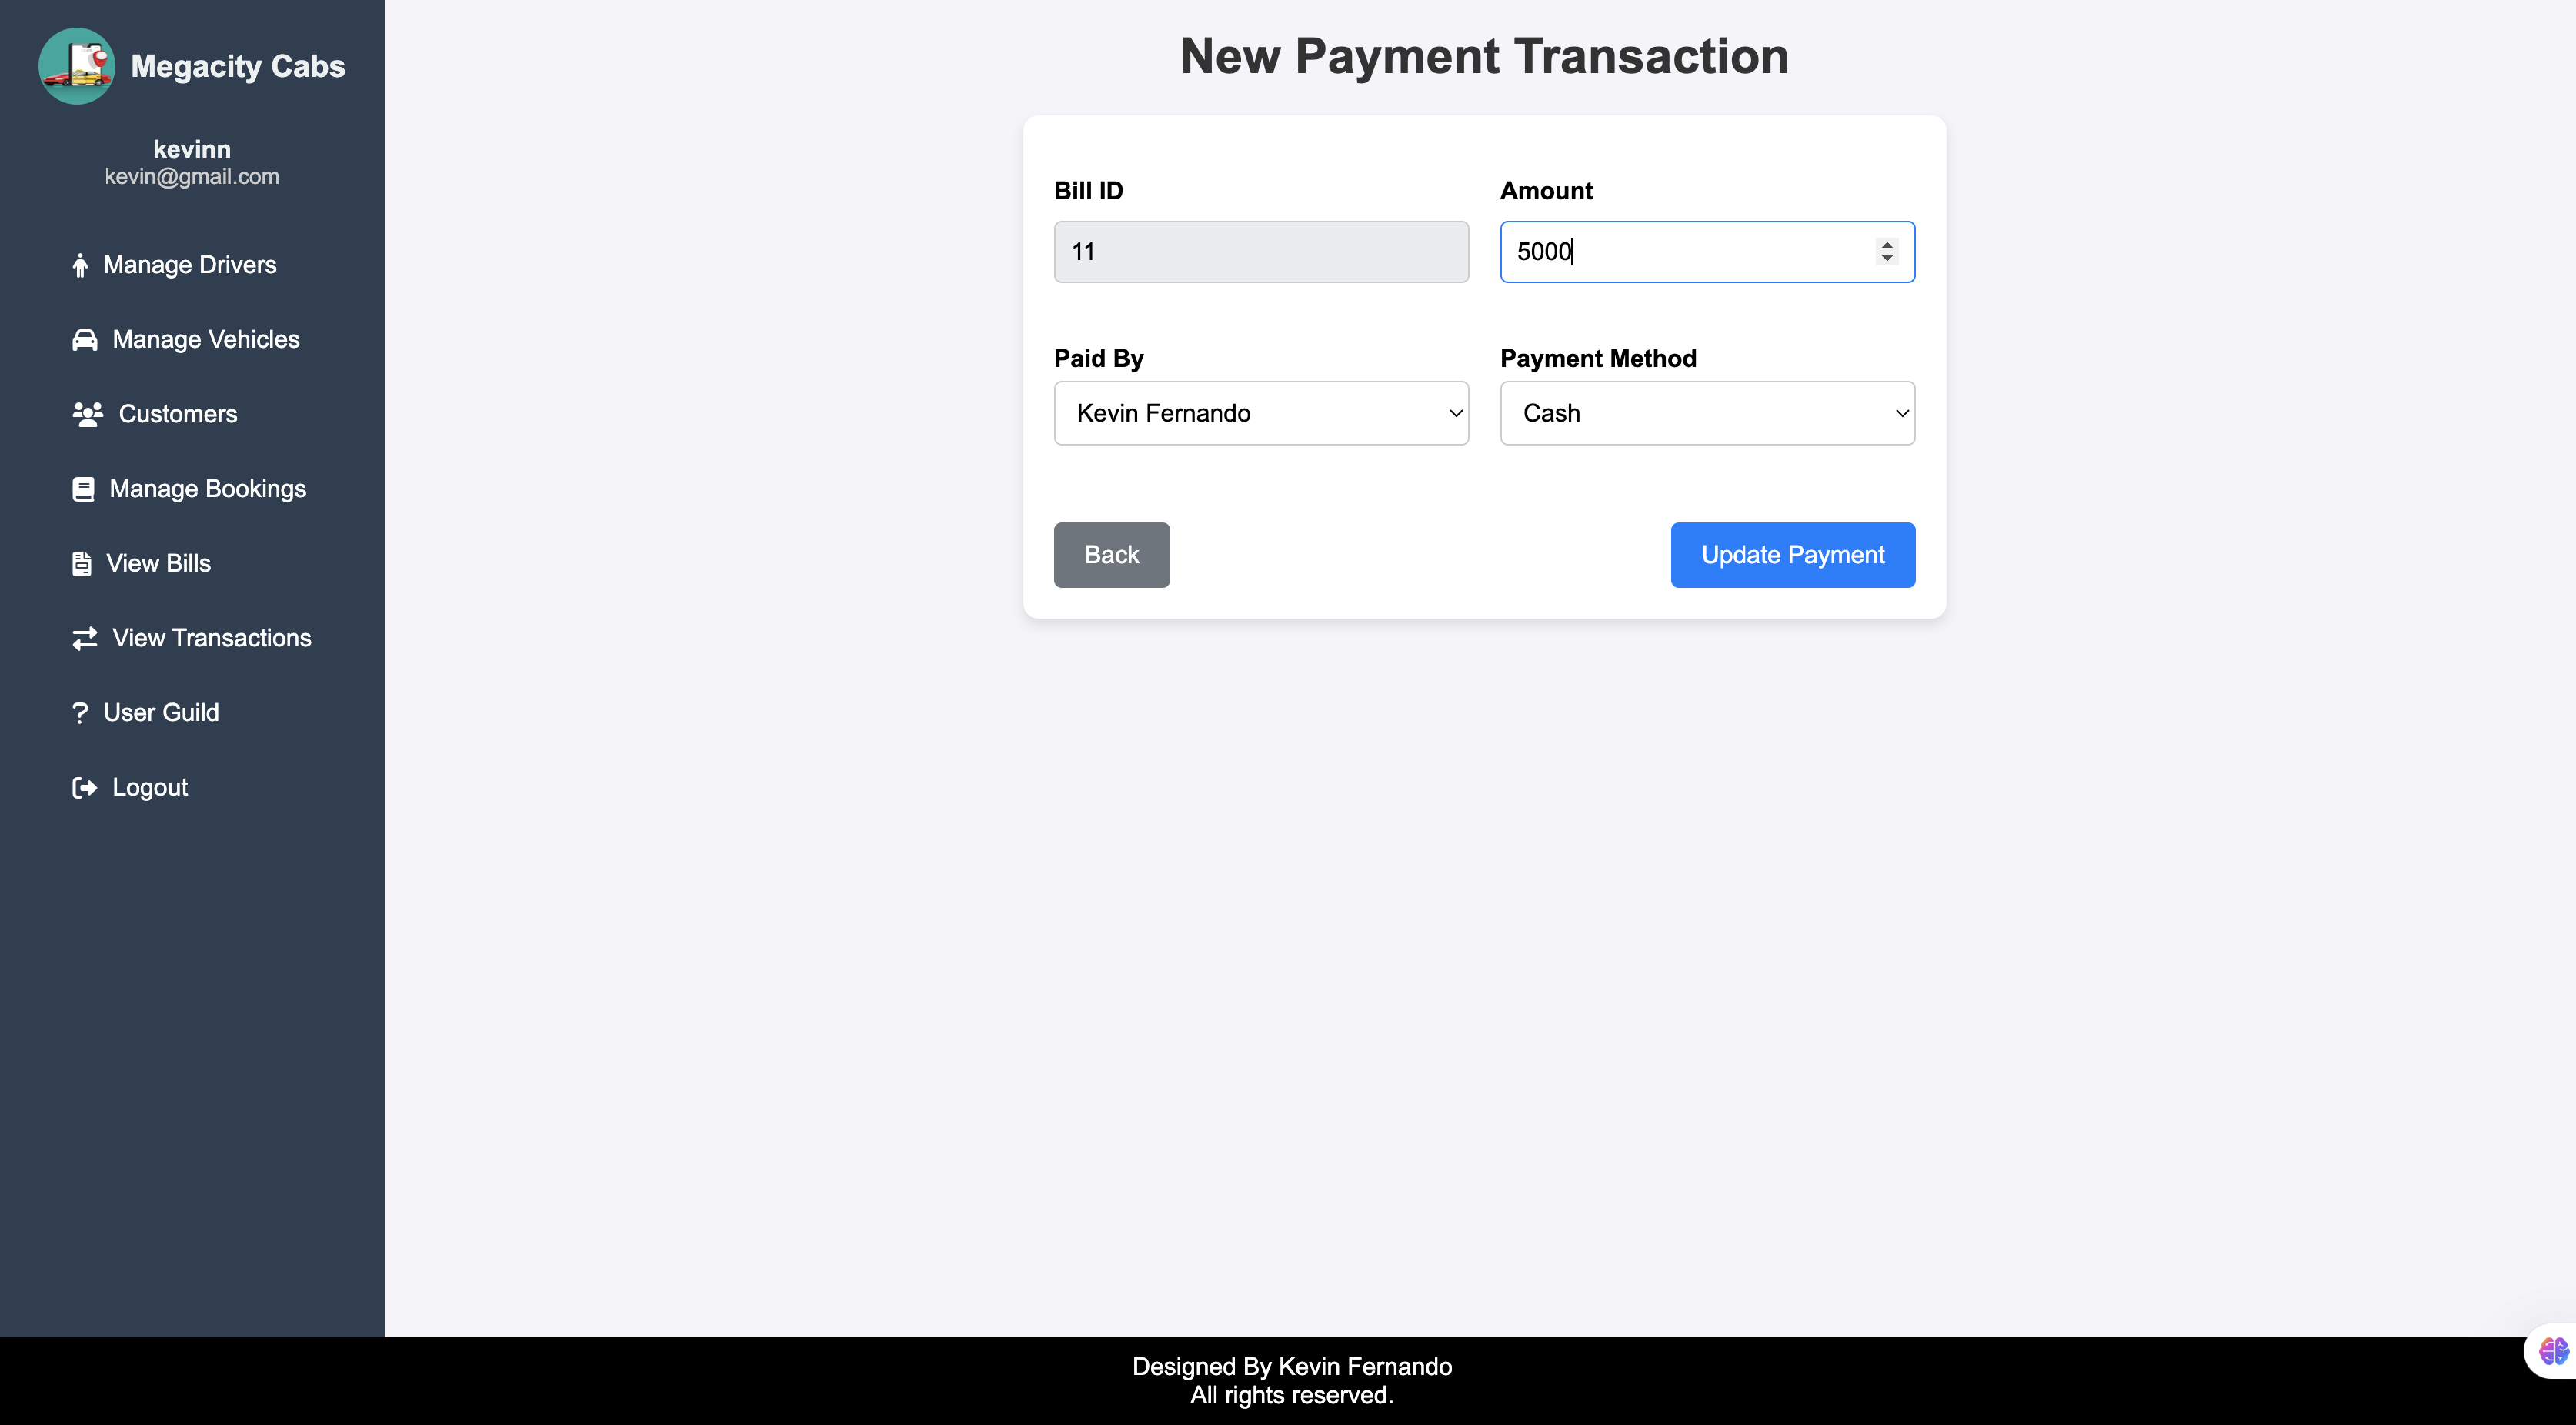 Megacity Cabs
kevinn
kevin@gmail.com
Manage Drivers
Manage Vehicles
Customers
Manage Bookings
View Bills
View Transactions
User Guild
Logout
New Payment Transaction
Bill ID
Amount
11
5000
Paid By
Payment Method
Kevin Fernando
Cash
Back
Update Payment
Designed By Kevin Fernando
All rights reserved.